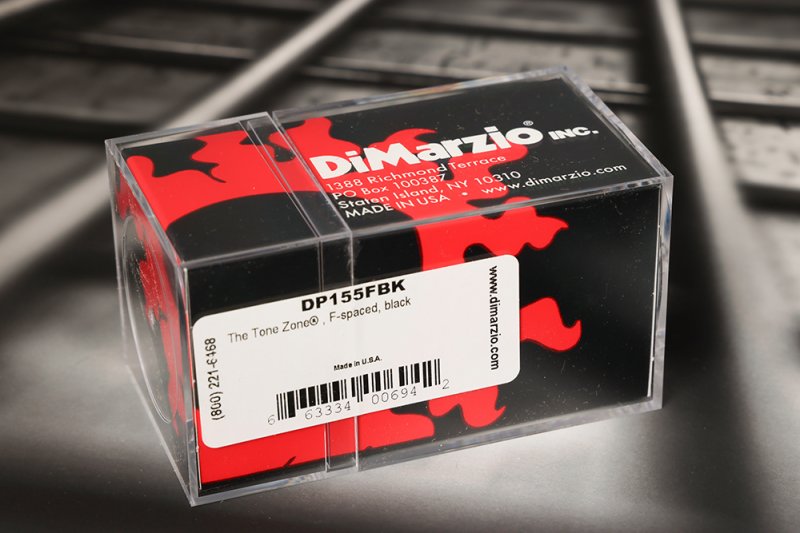 DiMarzio® INC.
1388 Richmond Terrace
PO Box 100387
Staten Island, NY 10310
MADE IN USA • www.dimarzio.com
DP155FBK
The Tone Zone® , F-spaced, black
Made in U.S.A.
6 63334 00694 2
(800) 221-6468
www.dimarzio.com